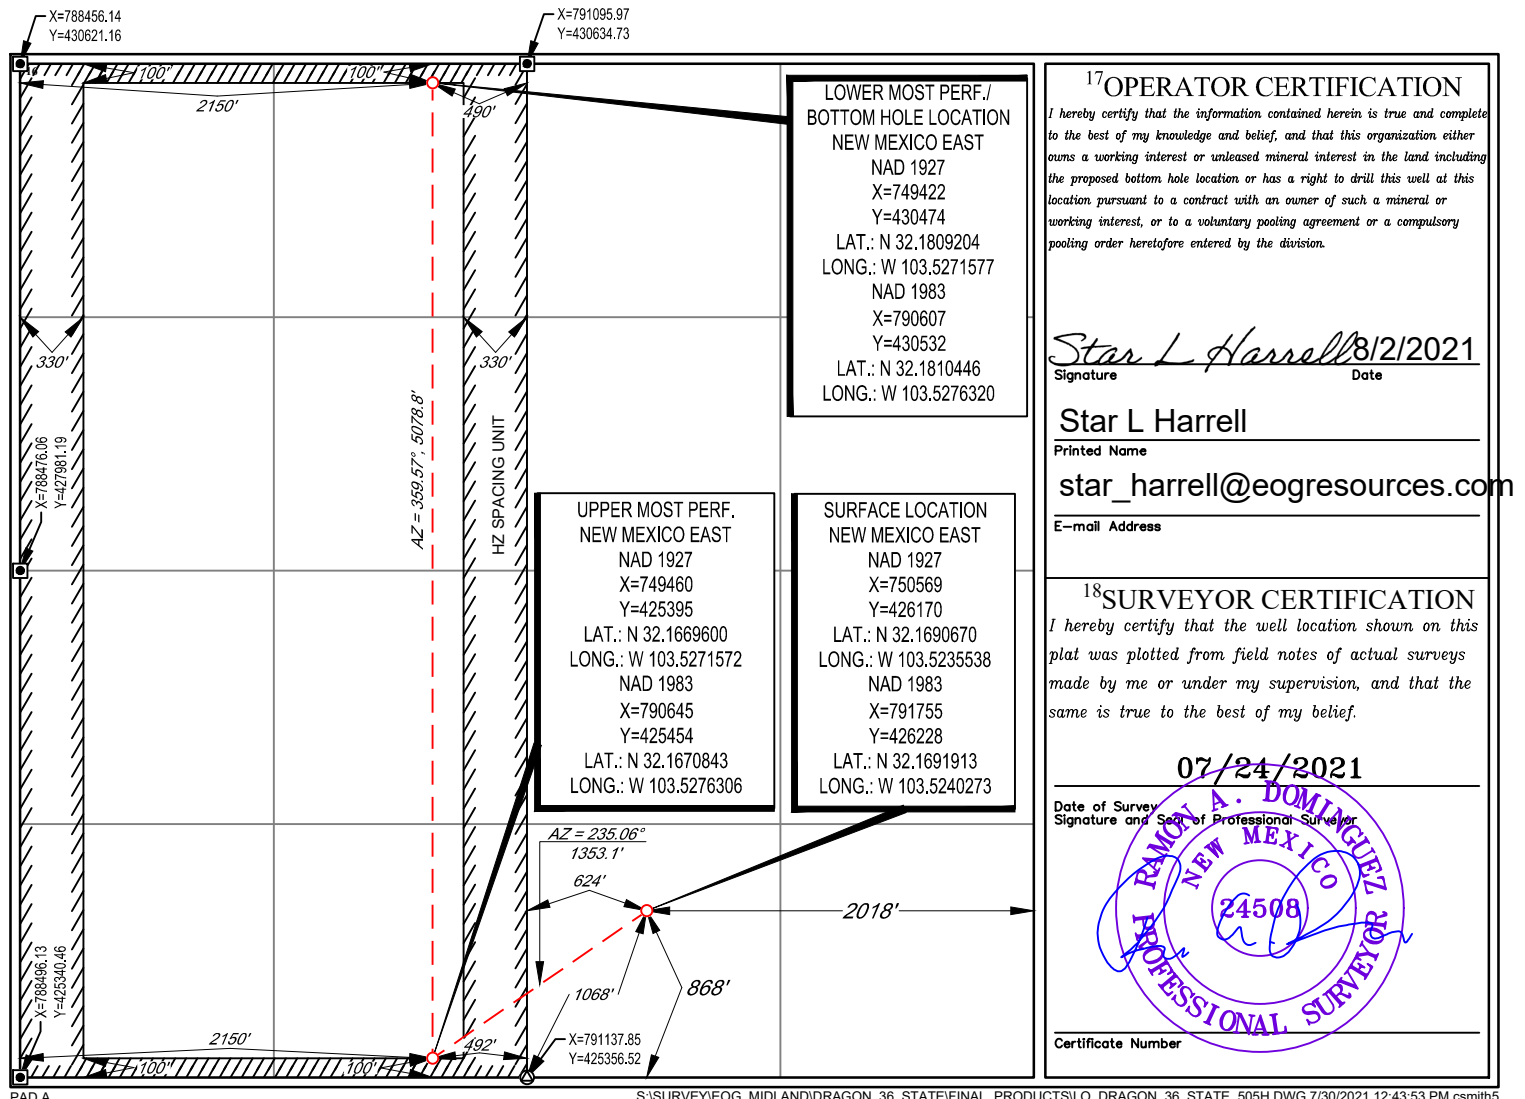 X=788456.14
Y=430621.16
X=791095.97
Y=430634.73
100'
100'
2150'
490'
330'
330'
AZ = 359.57°, 5078.8'
HZ SPACING UNIT
X=788476.06
Y=427981.19
LOWER MOST PERF./
BOTTOM HOLE LOCATION
NEW MEXICO EAST
NAD 1927
X=749422
Y=430474
LAT.: N 32.1809204
LONG.: W 103.5271577
NAD 1983
X=790607
Y=430532
LAT.: N 32.1810446
LONG.: W 103.5276320
UPPER MOST PERF.
NEW MEXICO EAST
NAD 1927
X=749460
Y=425395
LAT.: N 32.1669600
LONG.: W 103.5271572
NAD 1983
X=790645
Y=425454
LAT.: N 32.1670843
LONG.: W 103.5276306
SURFACE LOCATION
NEW MEXICO EAST
NAD 1927
X=750569
Y=426170
LAT.: N 32.1690670
LONG.: W 103.5235538
NAD 1983
X=791755
Y=426228
LAT.: N 32.1691913
LONG.: W 103.5240273
AZ = 235.06°
1353.1'
624'
2018'
1068'
868'
X=788496.13
Y=425340.46
2150'
492'
100'
100'
X=791137.85
Y=425356.52
17OPERATOR CERTIFICATION
I hereby certify that the information contained herein is true and complete
to the best of my knowledge and belief, and that this organization either
owns a working interest or unleased mineral interest in the land including
the proposed bottom hole location or has a right to drill this well at this
location pursuant to a contract with an owner of such a mineral or
working interest, or to a voluntary pooling agreement or a compulsory
pooling order heretofore entered by the division.
Star L Harrell 8/2/2021
Signature Date
Star L Harrell
Printed Name
star_harrell@eogresources.com
E-mail Address
18SURVEYOR CERTIFICATION
I hereby certify that the well location shown on this
plat was plotted from field notes of actual surveys
made by me or under my supervision, and that the
same is true to the best of my belief.
07/24/2021
Date of Survey
Signature and Seal of Professional Surveyor
RAMON A. DOMINGUEZ
NEW MEXICO
24508
PROFESSIONAL SURVEYOR
Certificate Number
PAD A
S:\SURVEY\EOG_MIDLAND\DRAGON_36_STATE\FINAL_PRODUCTS\LO_DRAGON_36_STATE_505H.DWG 7/30/2021 12:43:53 PM csmith5